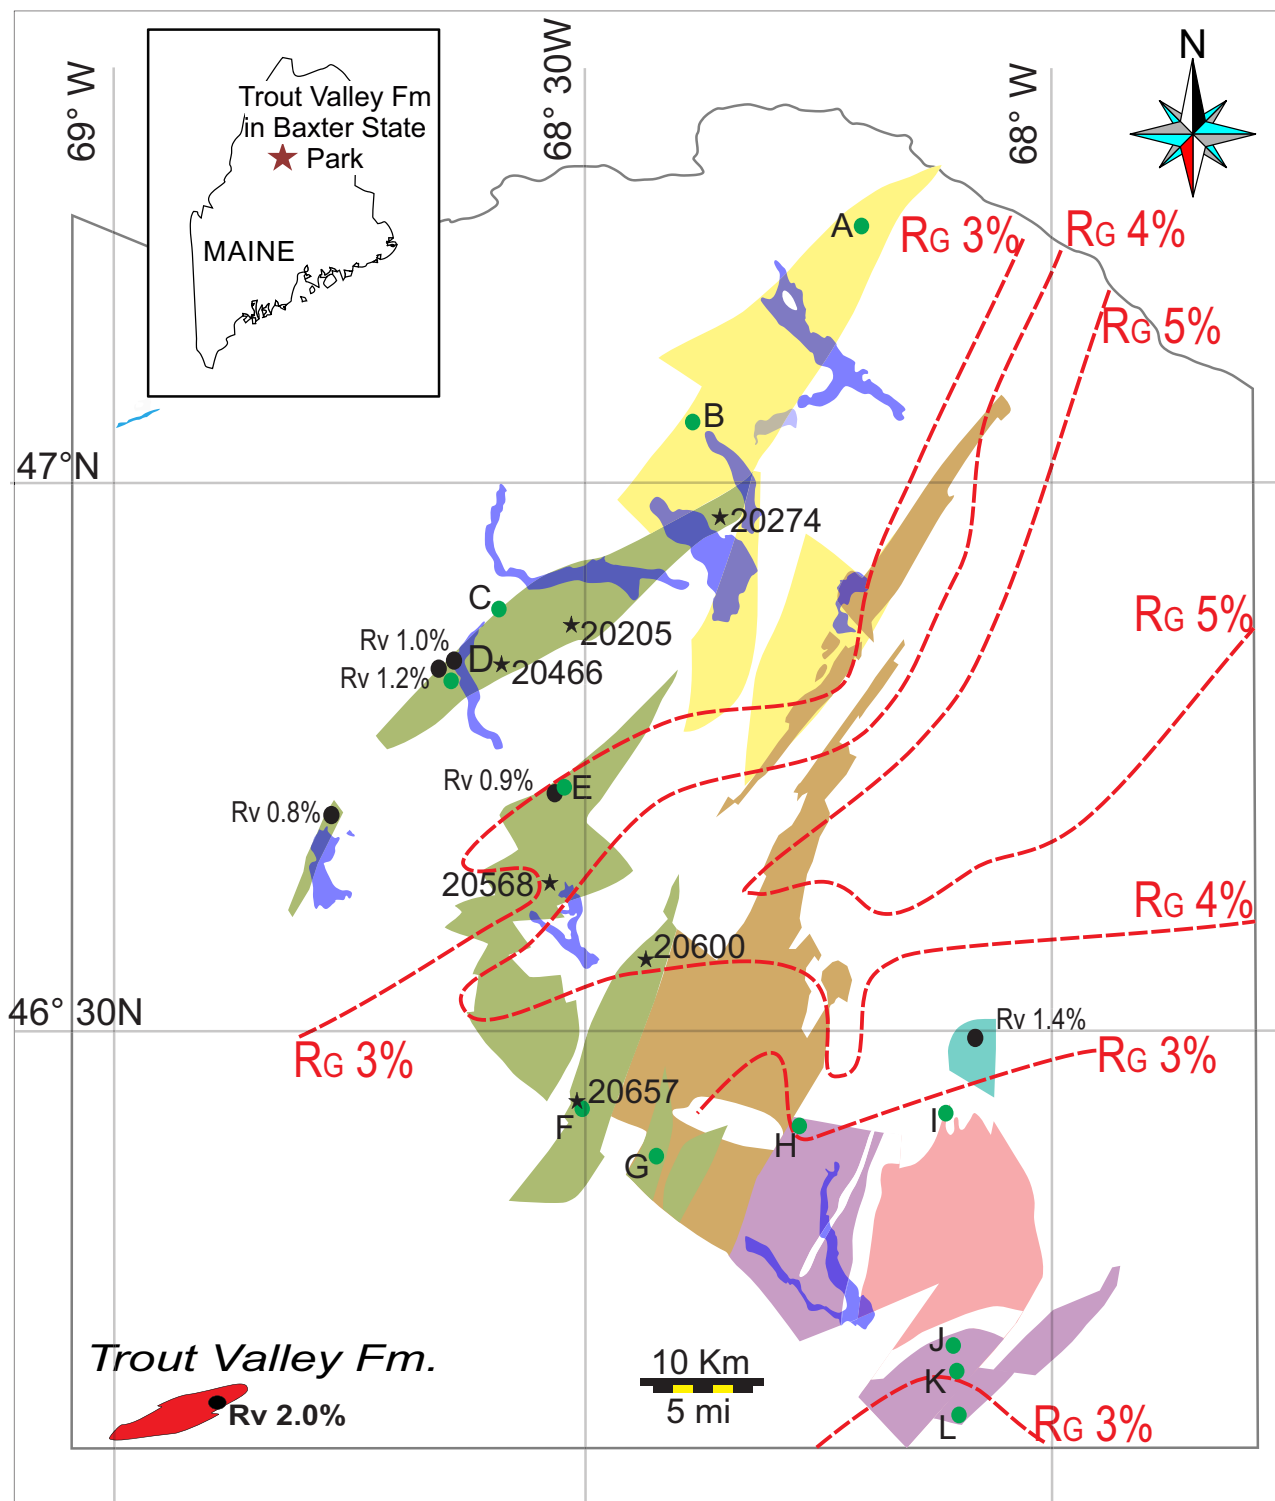 69° W
68° 30W
68° W
N
Trout Valley Fm
in Baxter State
Park
MAINE
A
RG 3%
RG 4%
RG 5%
B
47°N
20274
C
20205
RG 5%
Rv 1.0%
D
20466
Rv 1.2%
Rv 0.9%
E
Rv 0.8%
20568
RG 4%
20600
46° 30N
Rv 1.4%
RG 3%
RG 3%
20657
F
I
H
G
J
Trout Valley Fm.
10 Km
K
5 mi
Rv 2.0%
L
RG 3%